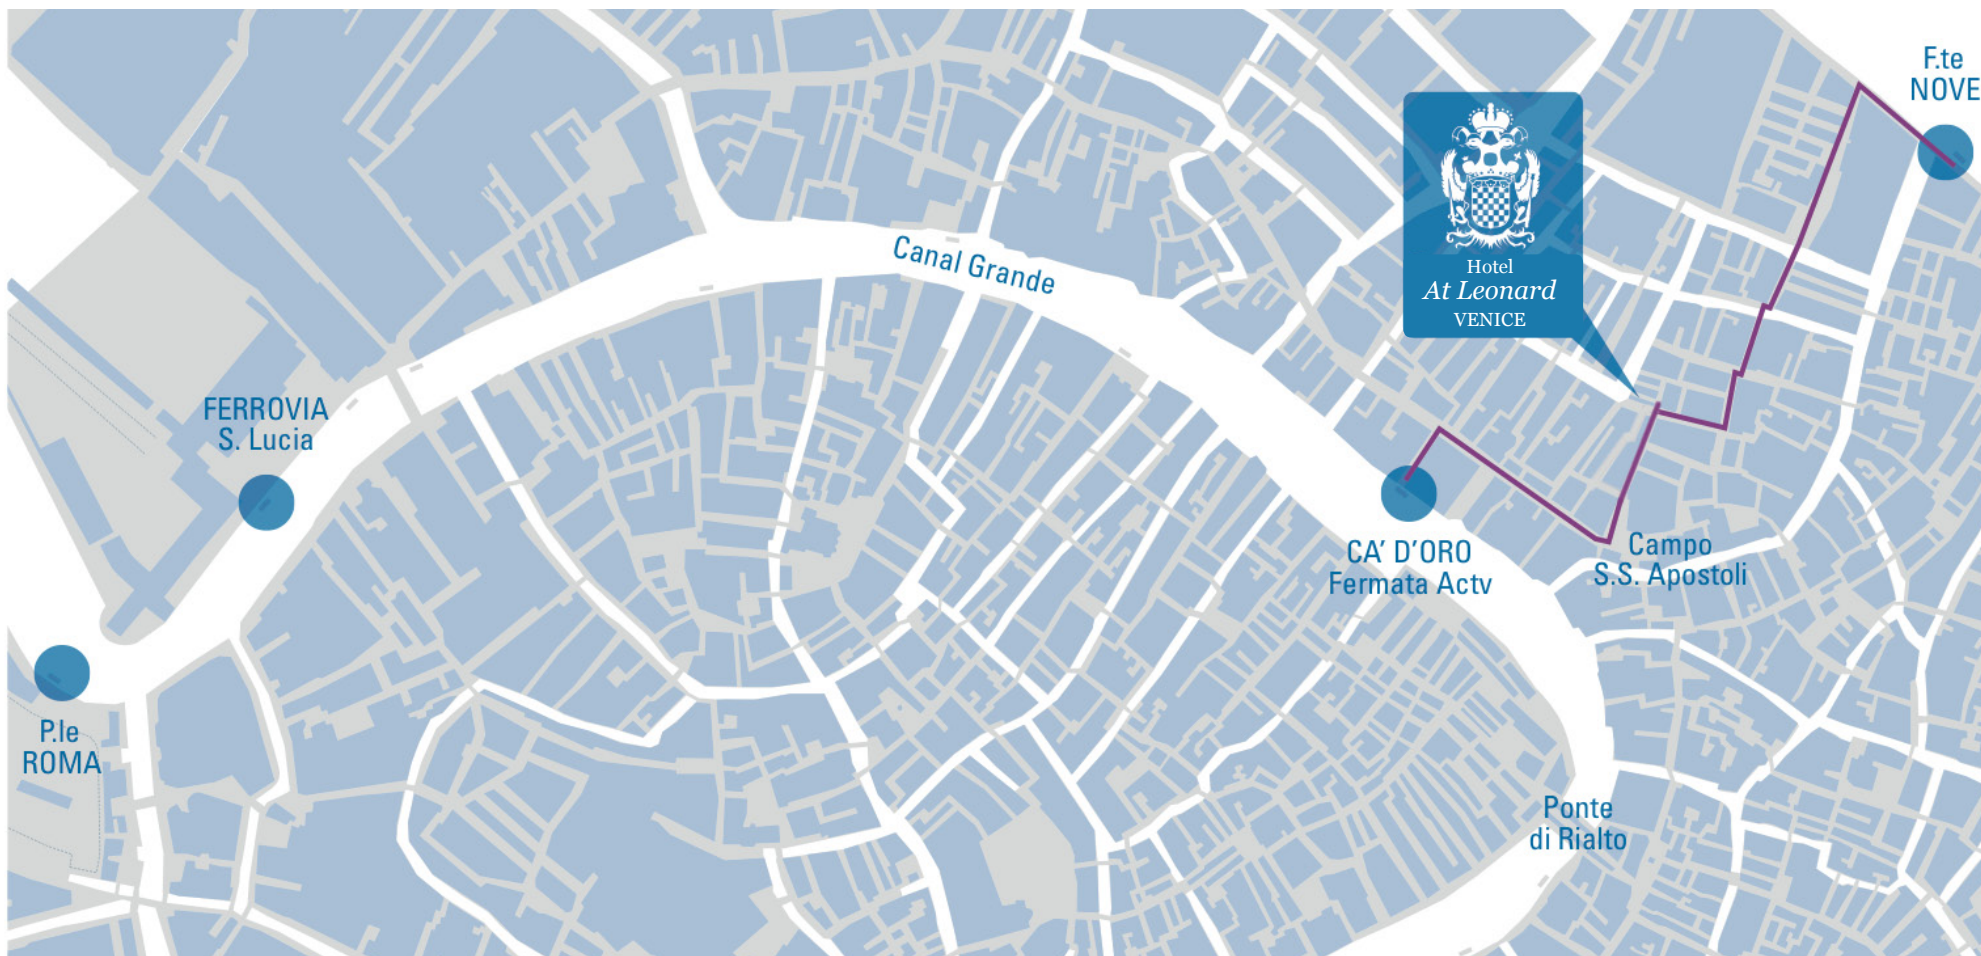 F.te
NOVE
Hotel
At Leonard
VENICE
Canal Grande
FERROVIA
S. Lucia
CA' D'ORO
Fermata Actv
Campo
S.S. Apostoli
P.le
ROMA
Ponte
di Rialto